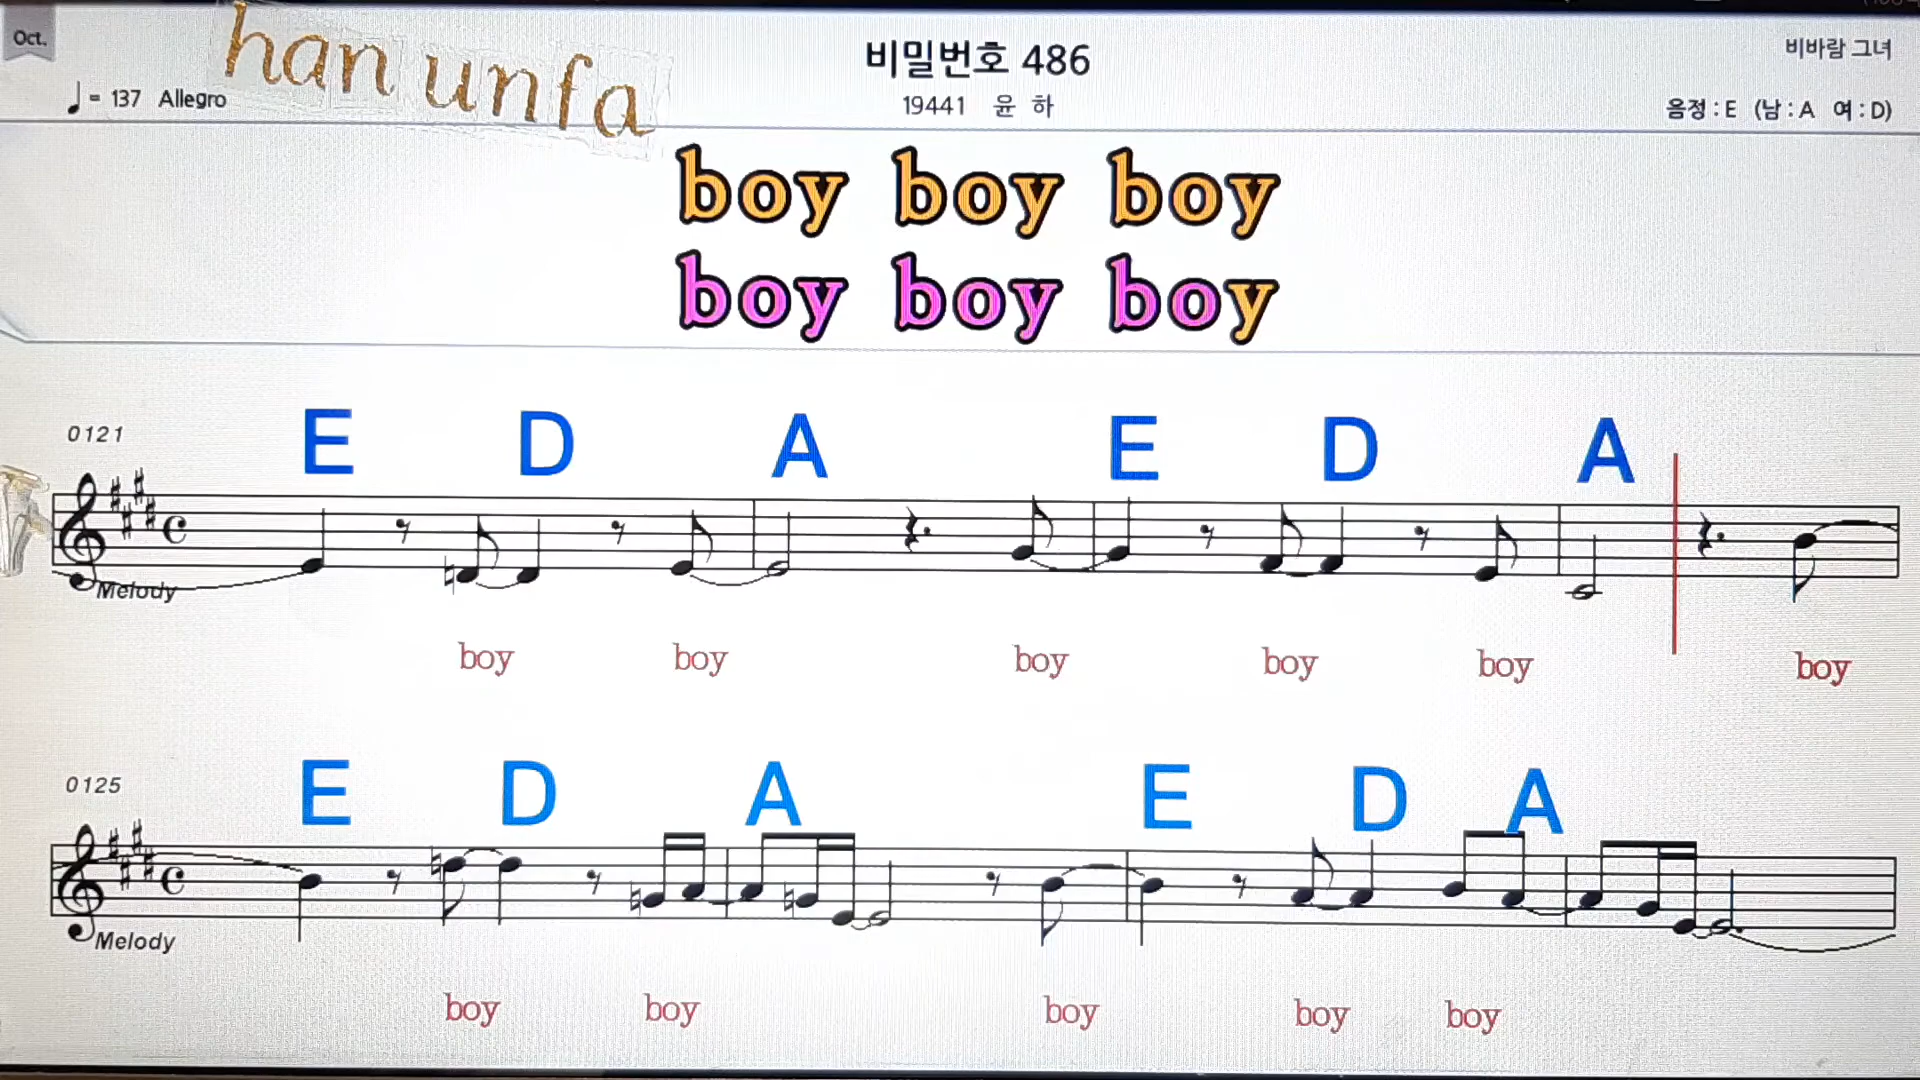 Oct.
han unfa
비밀번호 486
비바람 그녀
♩ = 137 Allegro
19441 윤 하
음정 : E (남 : A 여 : D)
boy boy boy
boy boy boy
E D A E D A
0121
Melody
boy boy boy boy boy boy
E D A E D A
0125
Melody
boy boy boy boy boy